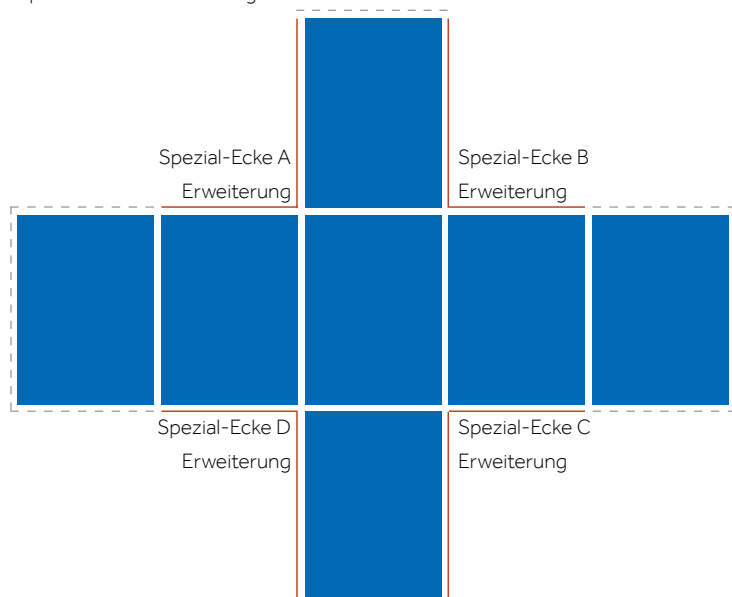 Spezial-Ecke A
Erweiterung
Spezial-Ecke B
Erweiterung
Spezial-Ecke D
Erweiterung
Spezial-Ecke C
Erweiterung